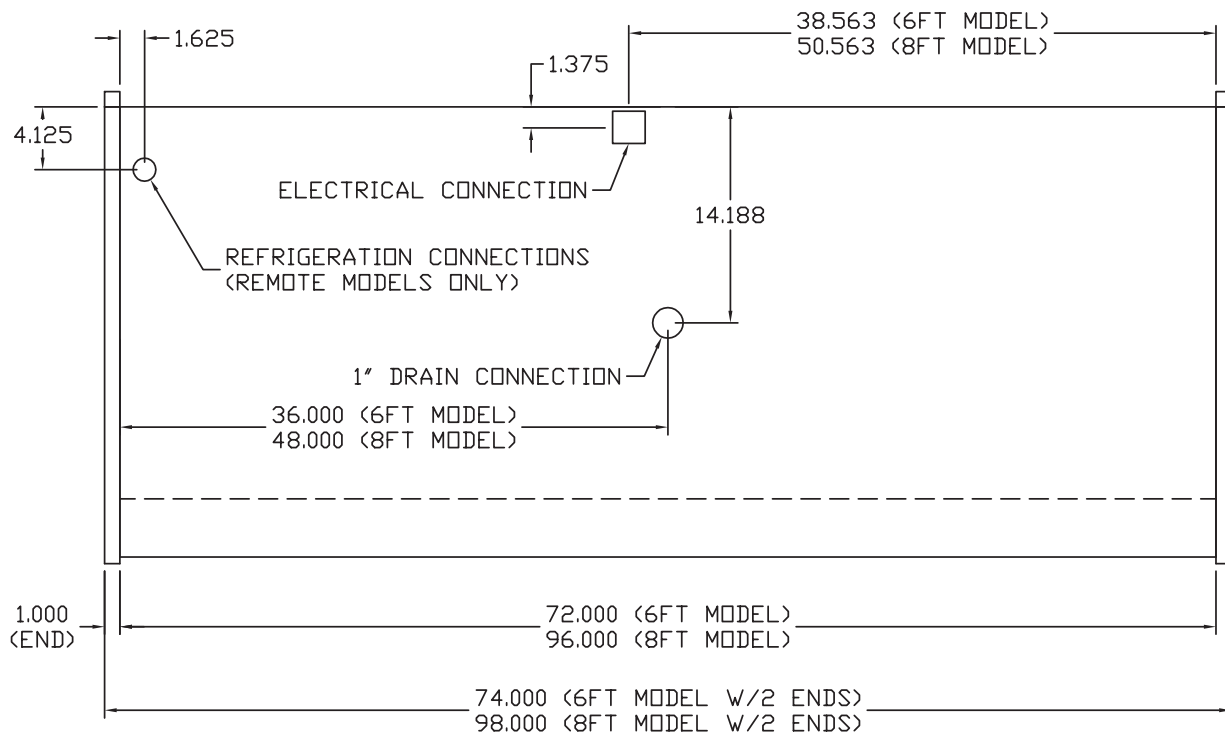 38.563 (6FT MODEL)
50.563 (8FT MODEL)
1.625
1.375
4.125
ELECTRICAL CONNECTION
14.188
REFRIGERATION CONNECTIONS
(REMOTE MODELS ONLY)
1" DRAIN CONNECTION
36.000 (6FT MODEL)
48.000 (8FT MODEL)
1.000
(END)
72.000 (6FT MODEL)
96.000 (8FT MODEL)
74.000 (6FT MODEL W/2 ENDS)
98.000 (8FT MODEL W/2 ENDS)